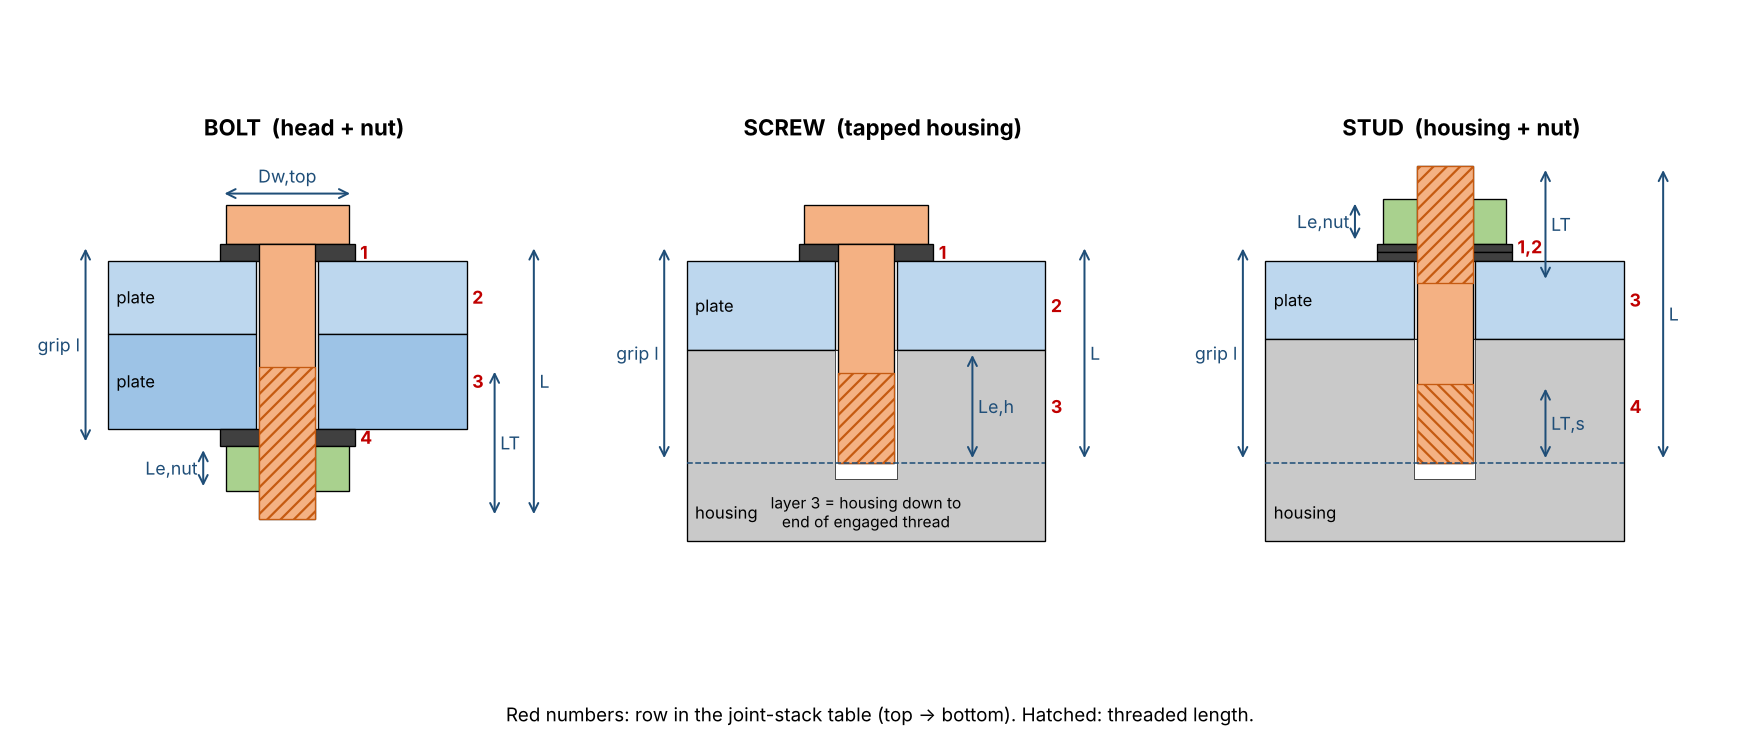 BOLT (head + nut)
Dw,top
1
plate
2
grip l
plate
3
L
4
LT
Le,nut
SCREW (tapped housing)
1
plate
2
grip l
L
Le,h
3
layer 3 = housing down to
end of engaged thread
housing
STUD (housing + nut)
Le,nut
LT
1,2
plate
3
L
grip l
4
LT,s
housing
Red numbers: row in the joint-stack table (top → bottom). Hatched: threaded length.